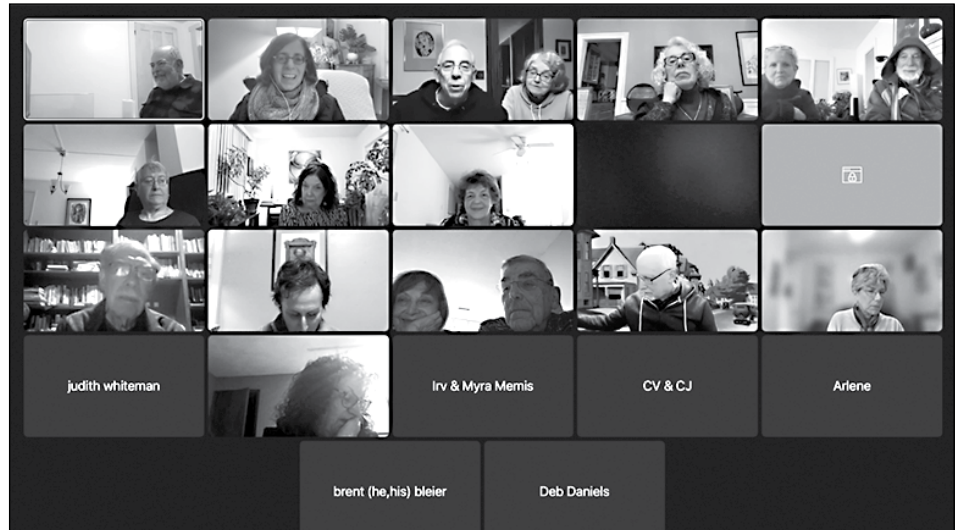 judith whiteman
Irv & Myra Memis
CV & CJ
Arlene
brent (he,his) bleier
Deb Daniels